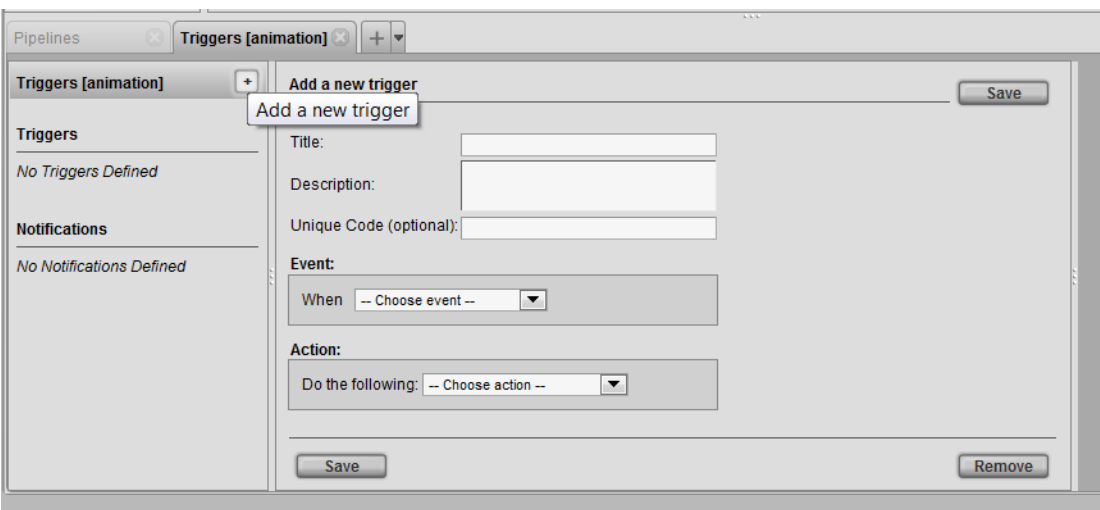 Pipelines
Triggers [animation]
Triggers [animation]
+
Add a new trigger
Save
Add a new trigger
Triggers
No Triggers Defined
Notifications
No Notifications Defined
Title:
Description:
Unique Code (optional):
Event:
When -- Choose event --
Action:
Do the following: -- Choose action --
Save
Remove